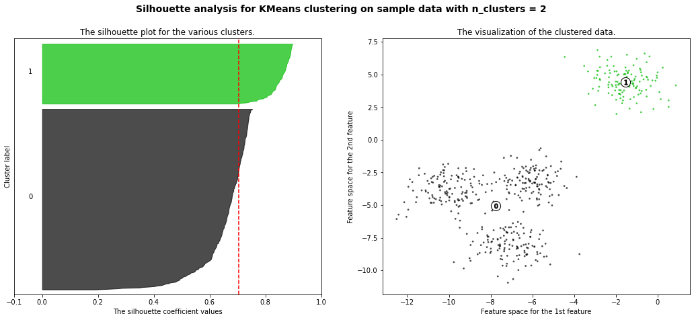 Silhouette analysis for KMeans clustering on sample data with n_clusters = 2
The silhouette plot for the various clusters.
1
0
Cluster label
−0.1 0.0 0.2 0.4 0.6 0.8 1.0
The silhouette coefficient values
The visualization of the clustered data.
7.5
5.0
2.5
0.0
−2.5
−5.0
−7.5
−10.0
Feature space for the 2nd feature
1
0
−12 −10 −8 −6 −4 −2 0
Feature space for the 1st feature